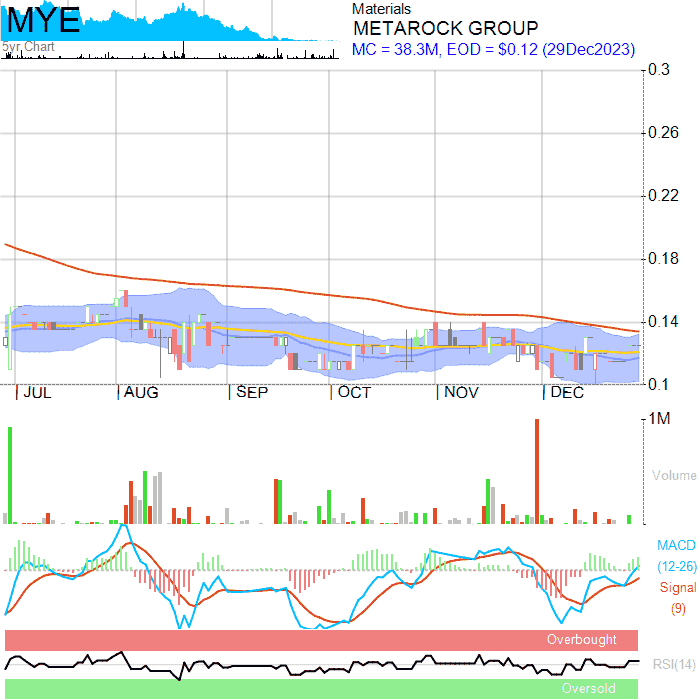 MYE
5yr.Chart
Materials
METAROCK GROUP
MC = 38.3M, EOD = $0.12 (29Dec2023)
0.3
0.26
0.22
0.18
0.14
0.1
JUL AUG SEP OCT NOV DEC
1M
Volume
MACD
(12-26)
Signal
(9)
Overbought
RSI(14)
Oversold